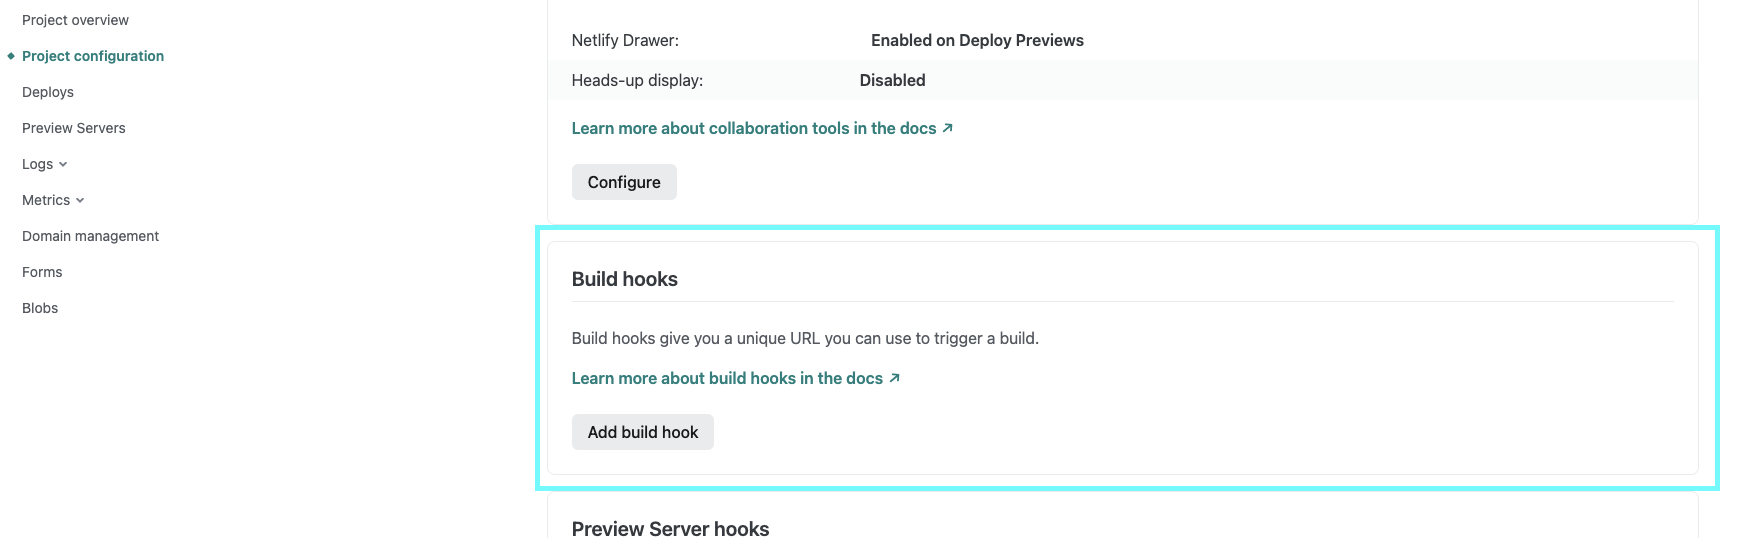 Project overview
Project configuration
Deploys
Preview Servers
Logs
Metrics
Domain management
Forms
Blobs
Netlify Drawer: Enabled on Deploy Previews
Heads-up display: Disabled
Learn more about collaboration tools in the docs ↗
Configure
Build hooks
Build hooks give you a unique URL you can use to trigger a build.
Learn more about build hooks in the docs ↗
Add build hook
Preview Server hooks